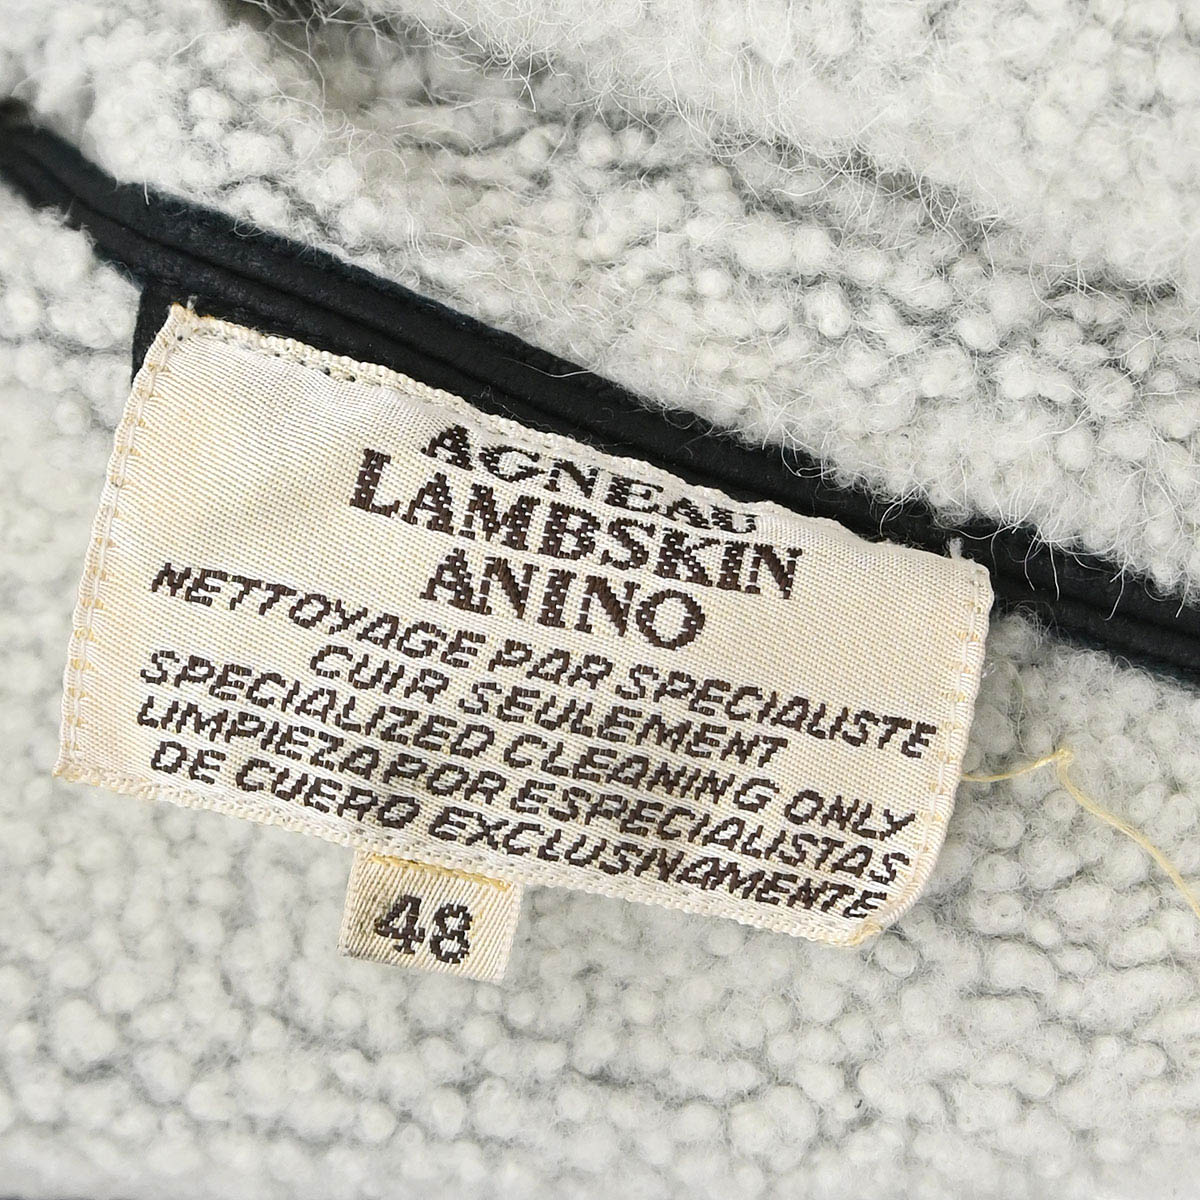 AGNEAU
LAMBSKIN
ANINO
NETTOYAGE PAR SPECIALISTE
CUIR SEULEMENT
SPECIALIZED CLEANING ONLY
LIMPIEZA POR ESPECIALISTAS
DE CUERO EXCLUSIVAMENTE
48